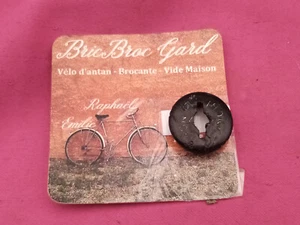 BricBroc Gard
Vélo d'antan - Brocante - Vide Maison
Raphaël
Emilie